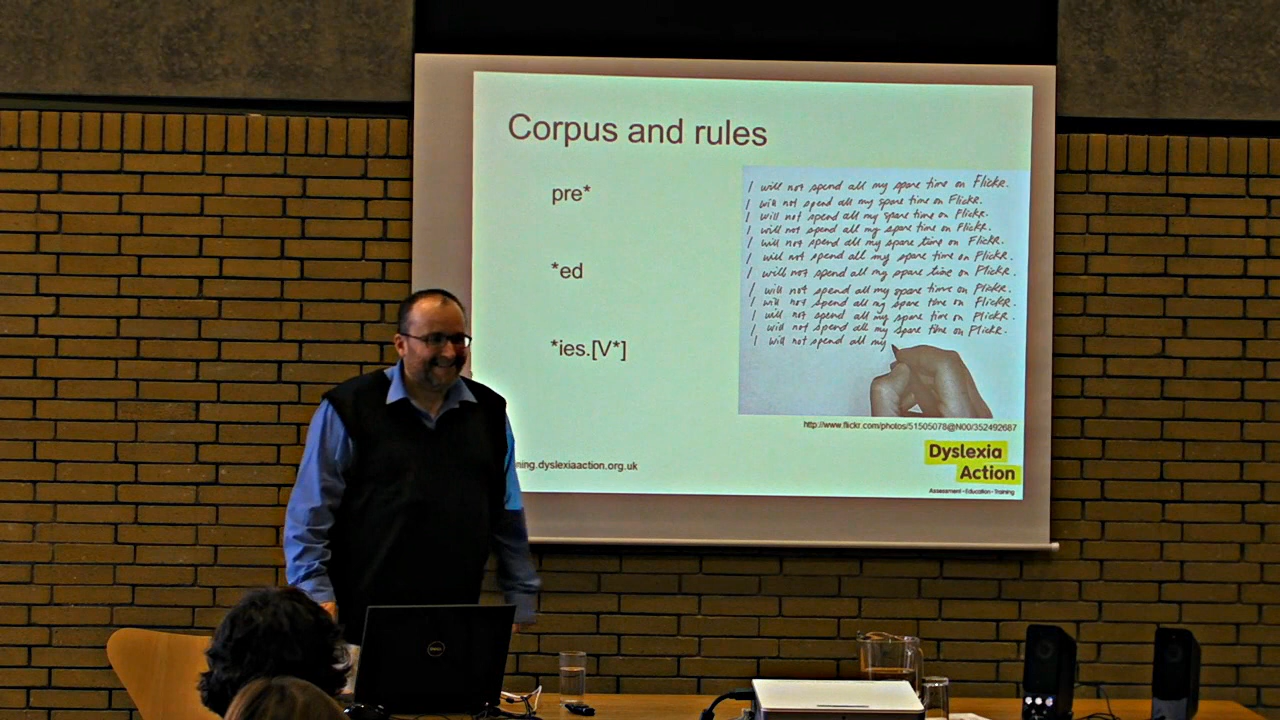 Corpus and rules
pre*
*ed
*ies.[V*]
I will not spend all my spare time on Flickr.
I will not spend all my spare time on Flickr.
I will not spend all my spare time on Flickr.
I will not spend all my spare time on Flickr.
I will not spend all my spare time on Flickr.
I will not spend all my spare time on Flickr.
I will not spend all my spare time on Flickr.
I will not spend all my spare time on Flickr.
I will not spend all my spare time on Flickr.
I will not spend all my spare time on Flickr.
I will not spend all my spare time on Flickr.
I will not spend all my
http://www.flickr.com/photos/51505078@N00/352492687
ning.dyslexiaaction.org.uk
Dyslexia
Action
Assessment • Education • Training
DELL